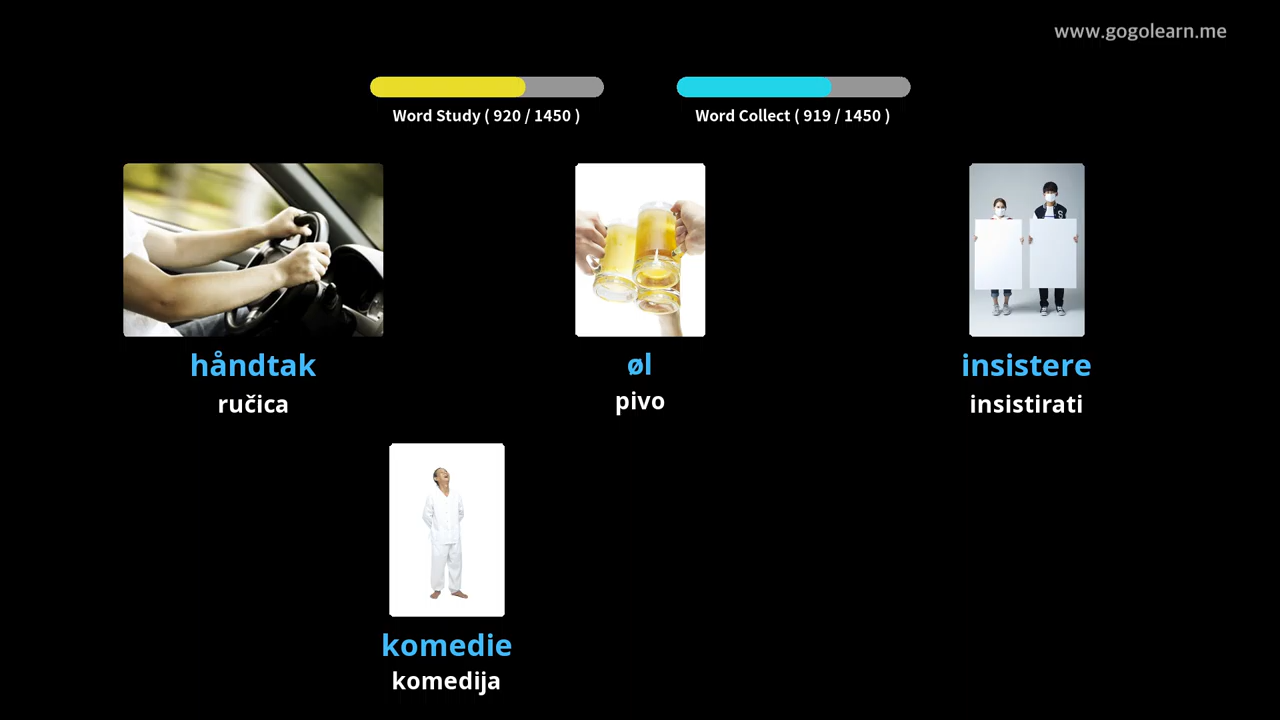 www.gogolearn.me
Word Study ( 920 / 1450 )
Word Collect ( 919 / 1450 )
håndtak
ručica
øl
pivo
insistere
insistirati
komedie
komedija